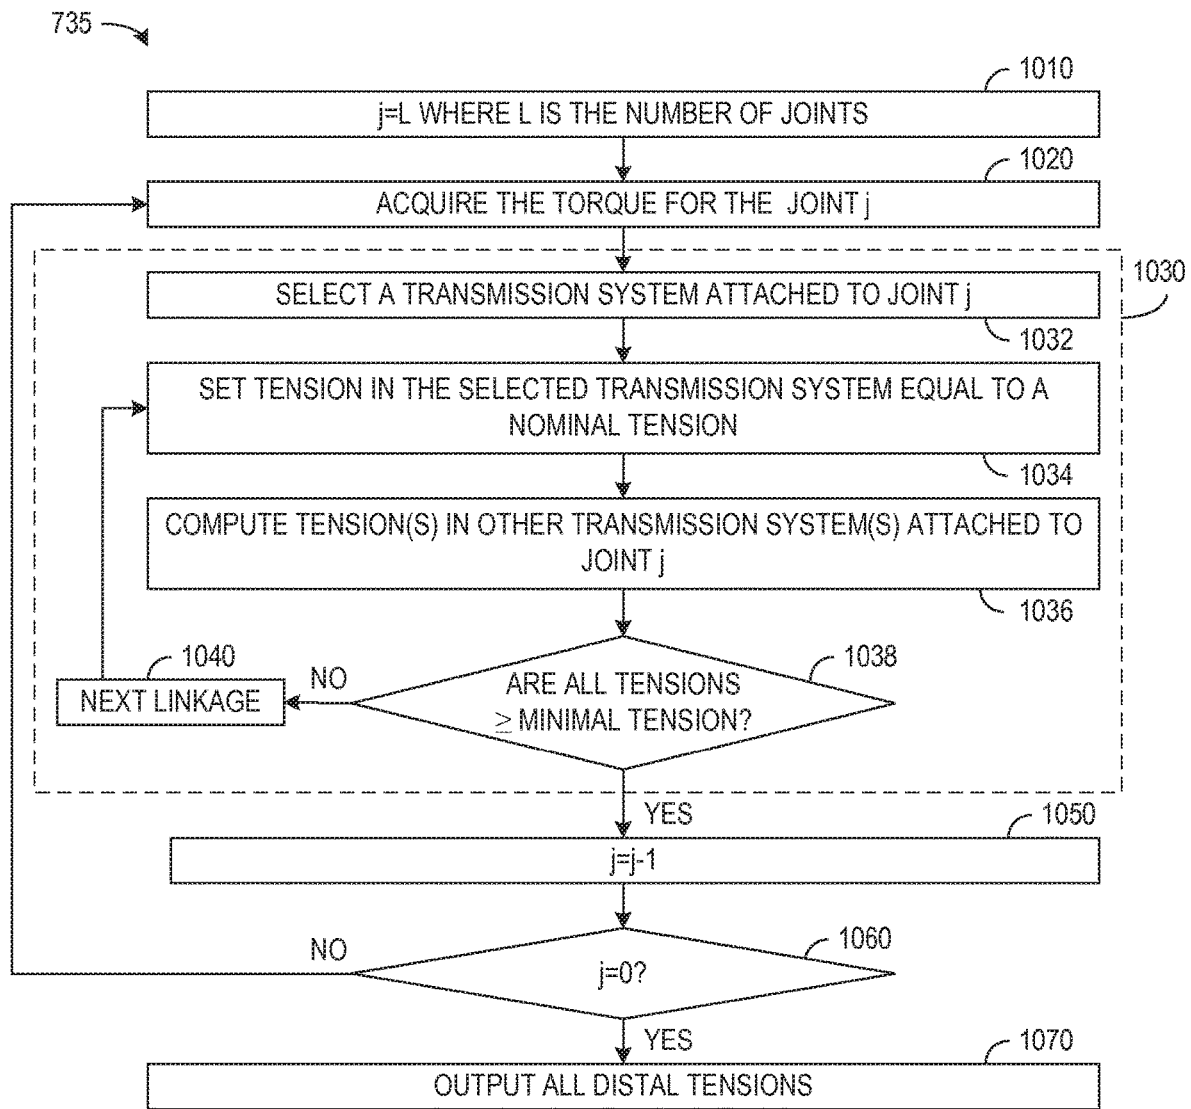 735
1010
j=L WHERE L IS THE NUMBER OF JOINTS
1020
ACQUIRE THE TORQUE FOR THE JOINT j
1030
SELECT A TRANSMISSION SYSTEM ATTACHED TO JOINT j
1032
SET TENSION IN THE SELECTED TRANSMISSION SYSTEM EQUAL TO A
NOMINAL TENSION
1034
COMPUTE TENSION(S) IN OTHER TRANSMISSION SYSTEM(S) ATTACHED TO
JOINT j
1036
1040
NEXT LINKAGE
NO
1038
ARE ALL TENSIONS
≥ MINIMAL TENSION?
YES
1050
j=j-1
1060
NO
j=0?
YES
1070
OUTPUT ALL DISTAL TENSIONS